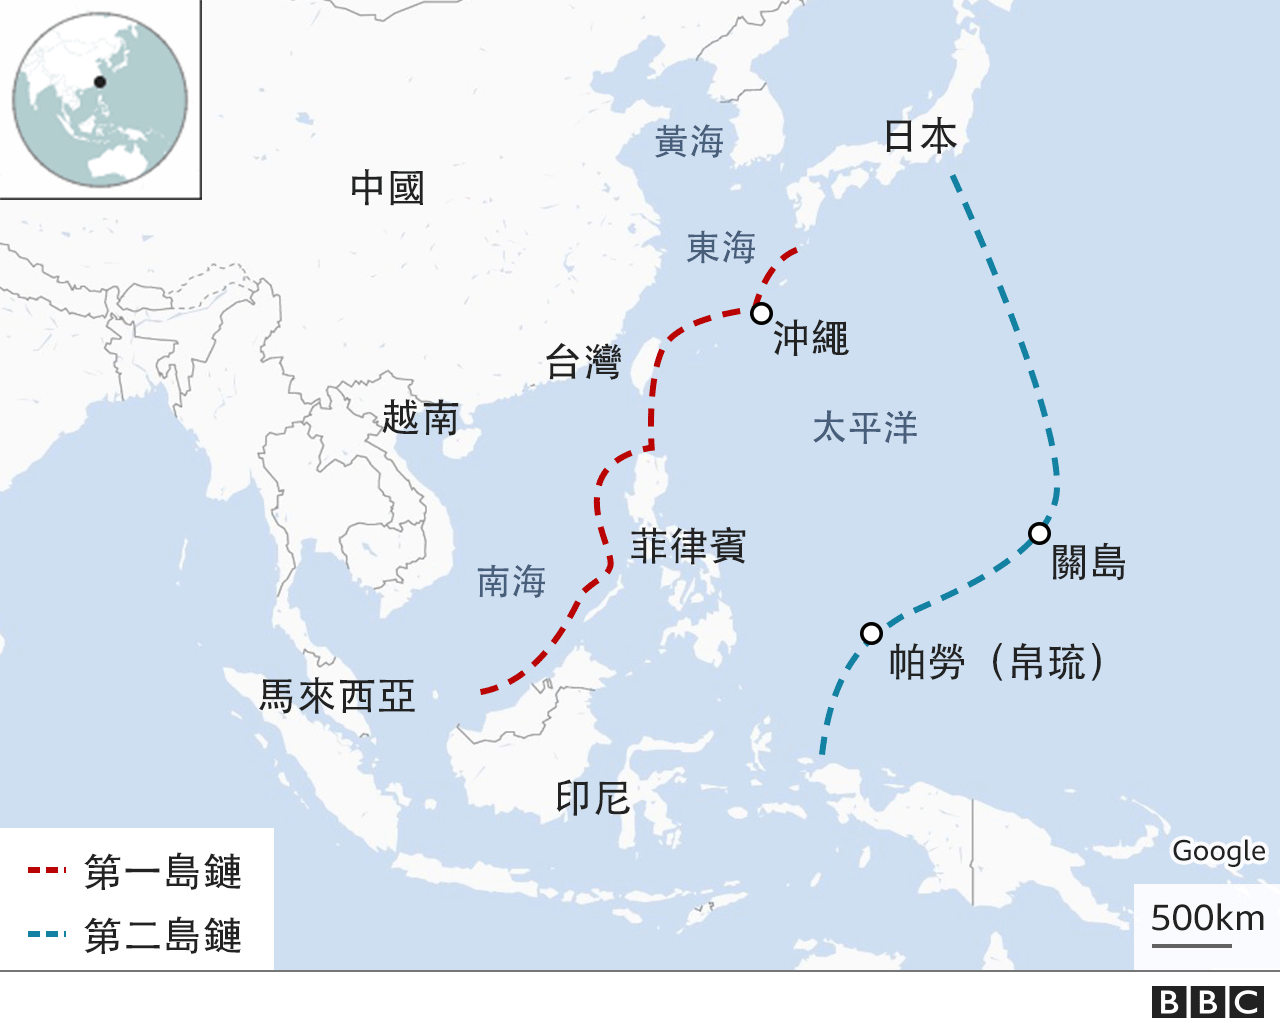 日本
黃海
中國
東海
沖繩
台灣
越南
太平洋
菲律賓
關島
南海
帕勞（帛琉）
馬來西亞
印尼
Google
第一島鏈
第二島鏈
500km
BBC